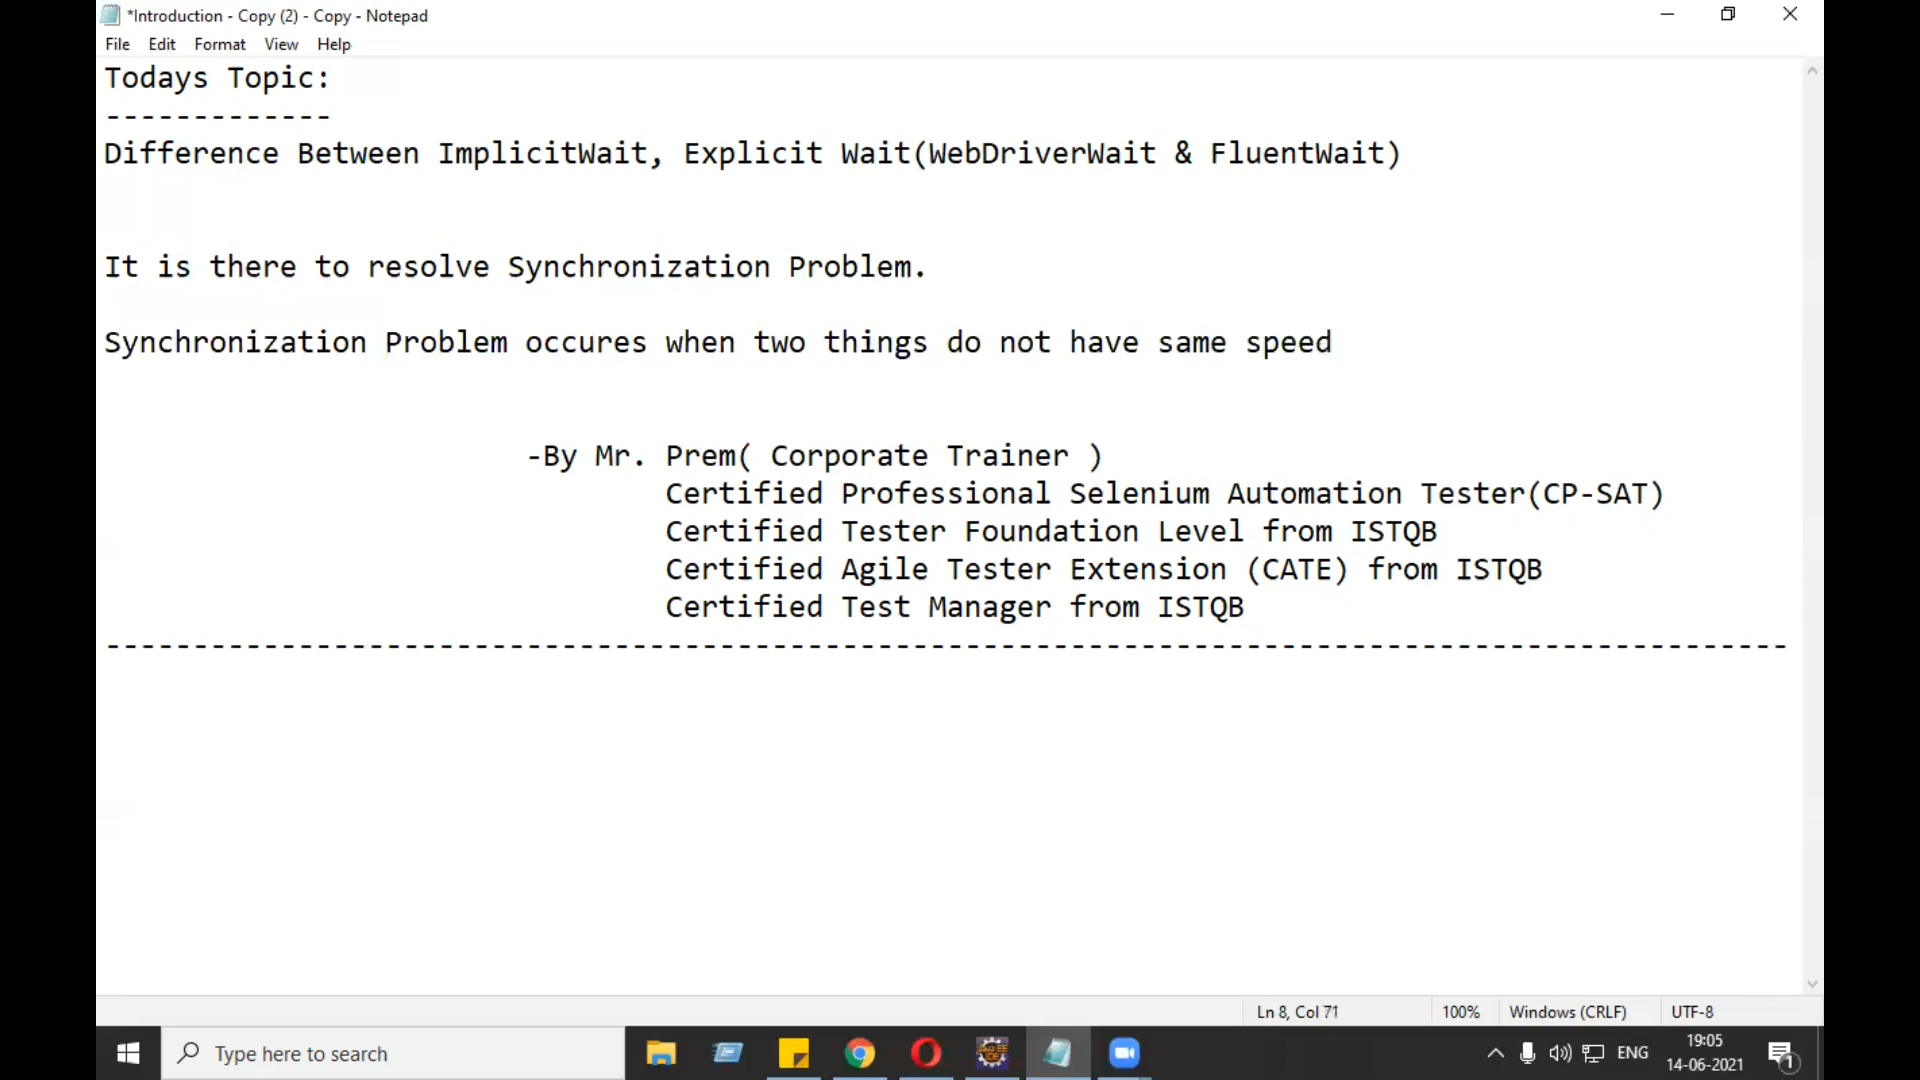 *Introduction - Copy (2) - Copy - Notepad
File Edit Format View Help
Todays Topic:
-------------
Difference Between ImplicitWait, Explicit Wait(WebDriverWait & FluentWait)
It is there to resolve Synchronization Problem.
Synchronization Problem occures when two things do not have same speed
-By Mr. Prem( Corporate Trainer )
Certified Professional Selenium Automation Tester(CP-SAT)
Certified Tester Foundation Level from ISTQB
Certified Agile Tester Extension (CATE) from ISTQB
Certified Test Manager from ISTQB
------------------------------------------------------------------------------------------------
Ln 8, Col 71 100% Windows (CRLF) UTF-8
Type here to search
ENG
19:05
14-06-2021
1